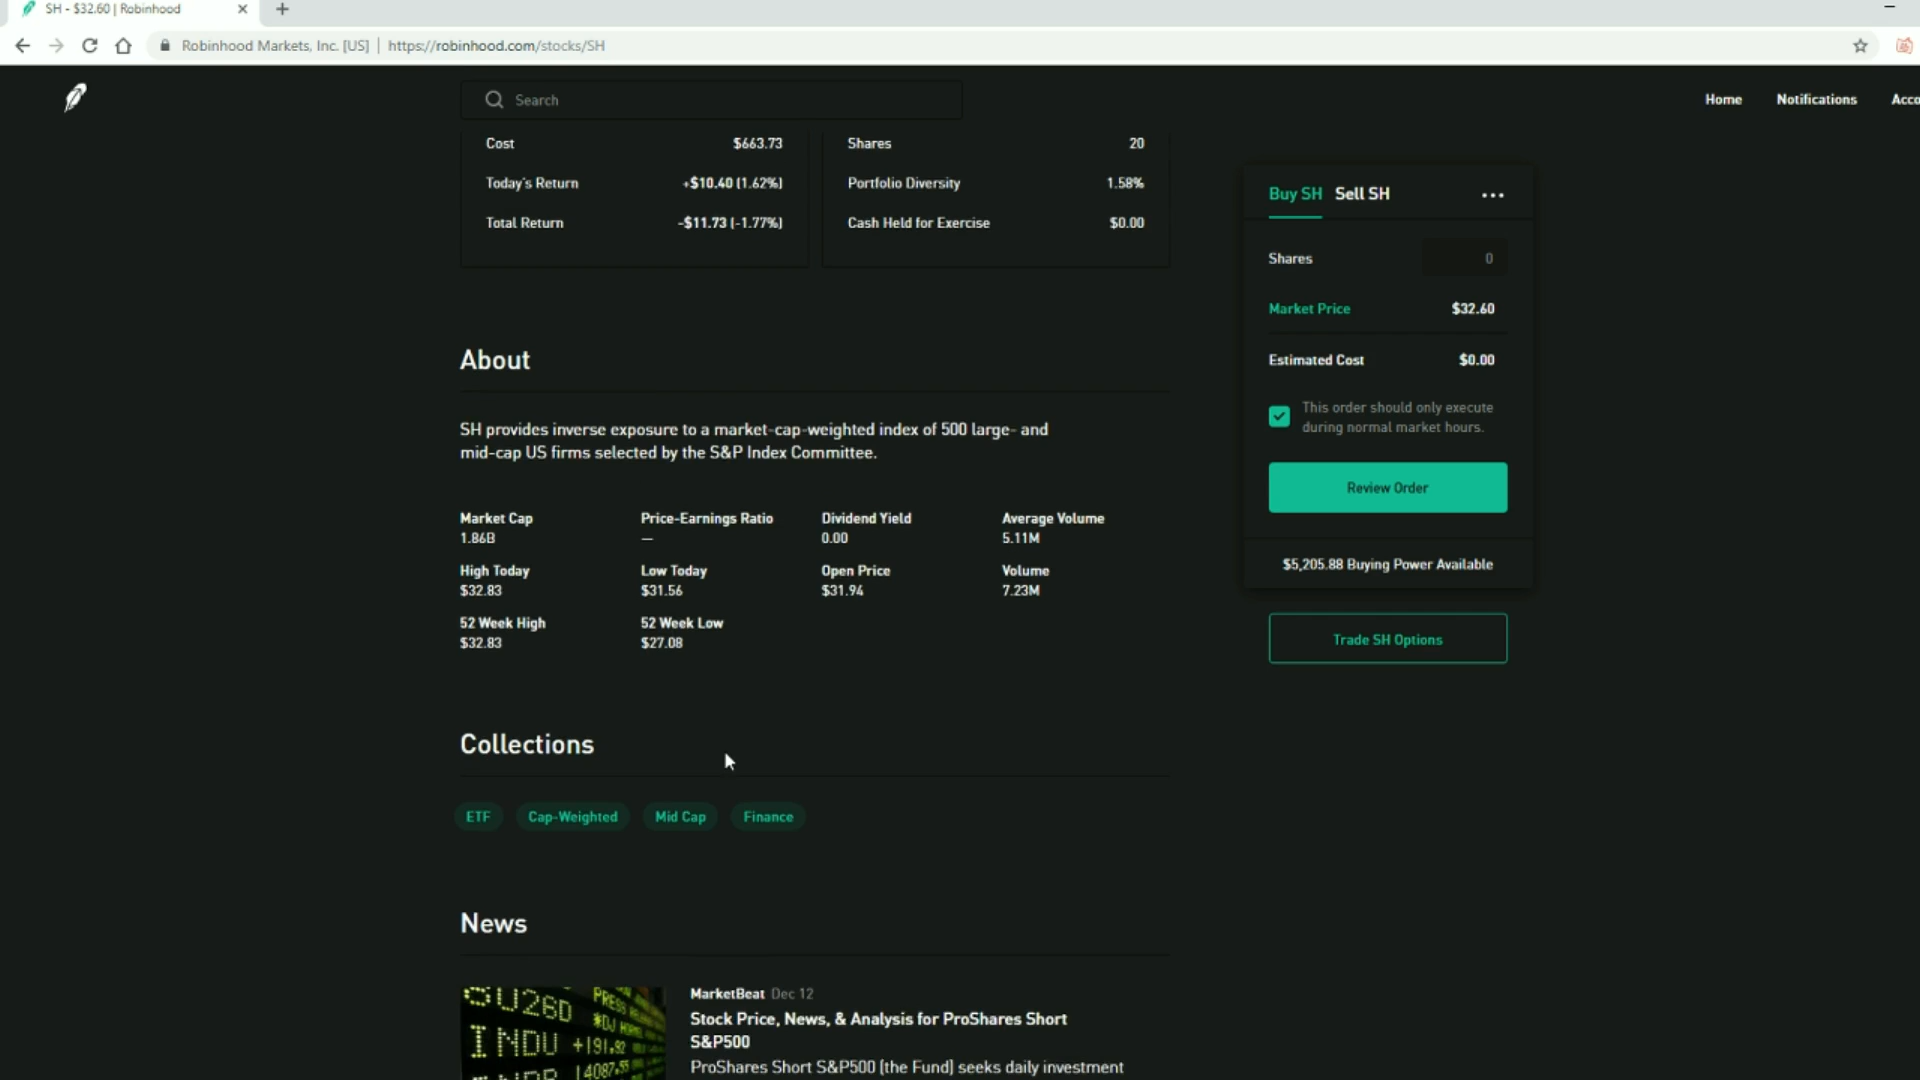 SH - $32.60 | Robinhood
Robinhood Markets, Inc. [US] | https://robinhood.com/stocks/SH
Search
Home Notifications Acco
Cost $663.73
Today's Return +$10.40 (1.62%)
Total Return -$11.73 (-1.77%)
Shares 20
Portfolio Diversity 1.58%
Cash Held for Exercise $0.00
Buy SH Sell SH
Shares 0
Market Price $32.60
Estimated Cost $0.00
This order should only execute
during normal market hours.
Review Order
$5,205.88 Buying Power Available
Trade SH Options
About
SH provides inverse exposure to a market-cap-weighted index of 500 large- and
mid-cap US firms selected by the S&P Index Committee.
Market Cap Price-Earnings Ratio Dividend Yield Average Volume
1.86B — 0.00 5.11M
High Today Low Today Open Price Volume
$32.83 $31.56 $31.94 7.23M
52 Week High 52 Week Low
$32.83 $27.08
Collections
ETF Cap-Weighted Mid Cap Finance
News
MarketBeat Dec 12
Stock Price, News, & Analysis for ProShares Short
S&P500
ProShares Short S&P500 (the Fund) seeks daily investment
INDU +191.92